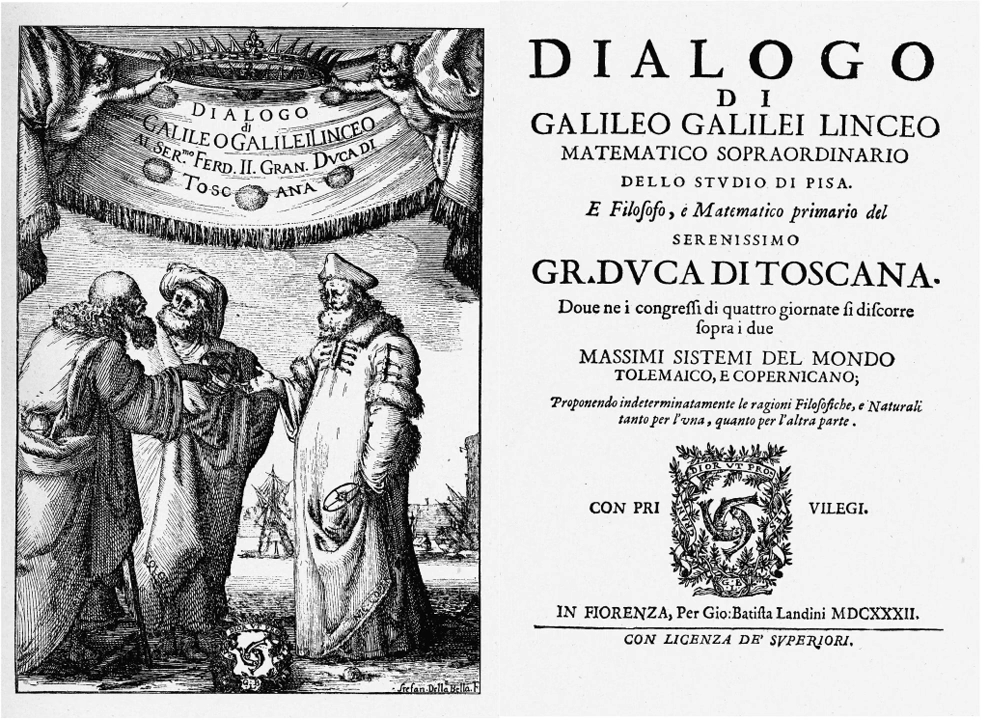 DIALOGO
di
GALILEO GALILEI LINCEO
AL SER.mo FERD. II. GRAN. DVCA DI
TOSCANA
Stefan. Della Bella. F
DIALOGO
DI
GALILEO GALILEI LINCEO
MATEMATICO SOPRAORDINARIO
DELLO STVDIO DI PISA.
E Filoſofo, e Matematico primario del
SERENISSIMO
GR.DVCA DI TOSCANA.
Doue ne i congreſſi di quattro giornate ſi diſcorre
ſopra i due
MASSIMI SISTEMI DEL MONDO
TOLEMAICO, E COPERNICANO;
Proponendo indeterminatamente le ragioni Filoſofiche, e Naturali
tanto per l'vna, quanto per l'altra parte.
DIOR VT PRO
CON PRI VILEGI.
G.B
IN FIORENZA, Per Gio:Batiſta Landini MDCXXXII.
CON LICENZA DE' SVPERIORI.